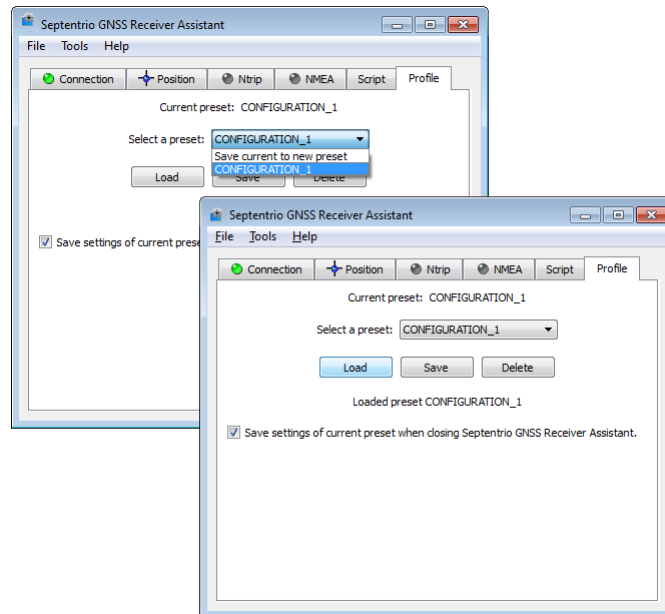 Septentrio GNSS Receiver Assistant
File Tools Help
Connection Position Ntrip NMEA Script Profile
Current preset: CONFIGURATION_1
Select a preset: CONFIGURATION_1
Save current to new preset
CONFIGURATION_1
Load Save Delete
Save settings of current prese
Septentrio GNSS Receiver Assistant
File Tools Help
Connection Position Ntrip NMEA Script Profile
Current preset: CONFIGURATION_1
Select a preset: CONFIGURATION_1
Load Save Delete
Loaded preset CONFIGURATION_1
Save settings of current preset when closing Septentrio GNSS Receiver Assistant.